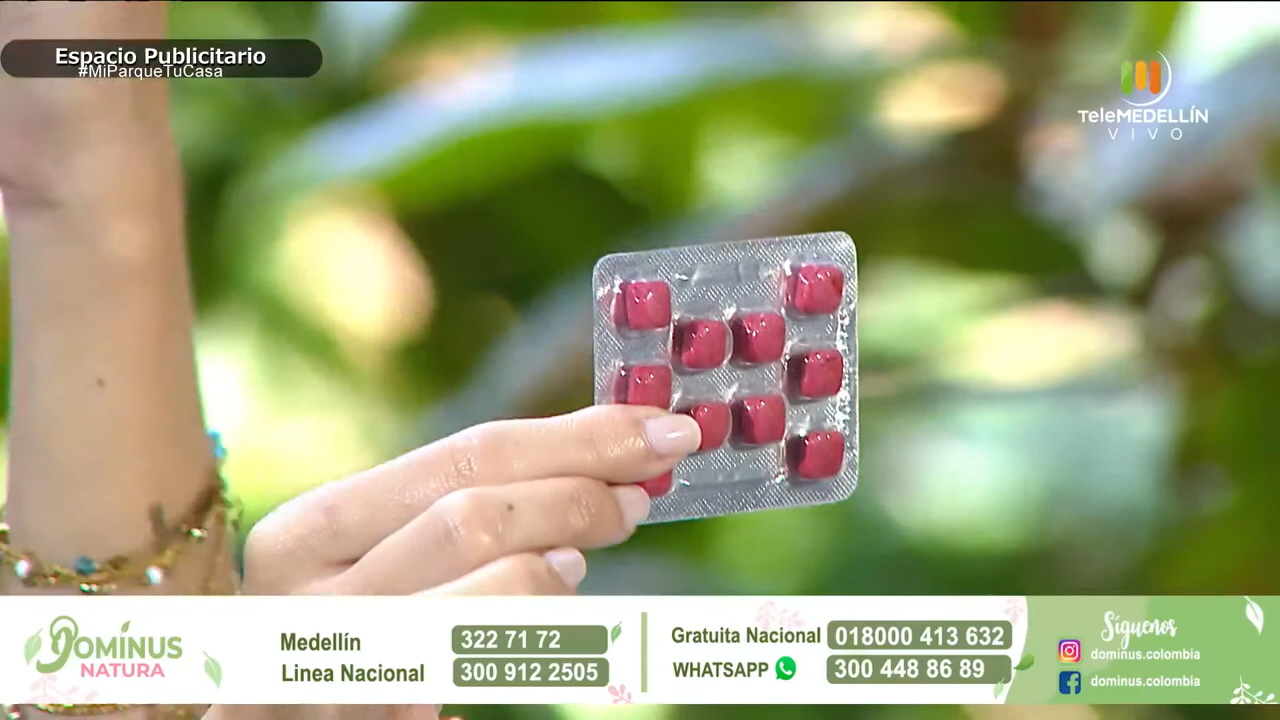 Espacio Publicitario
#MiParqueTuCasa
TeleMEDELLÍN
VIVO
DOMÍNUS
NATURA
Medellín 322 71 72
Linea Nacional 300 912 2505
Gratuita Nacional 018000 413 632
WHATSAPP 300 448 86 89
Síguenos
dominus.colombia
dominus.colombia